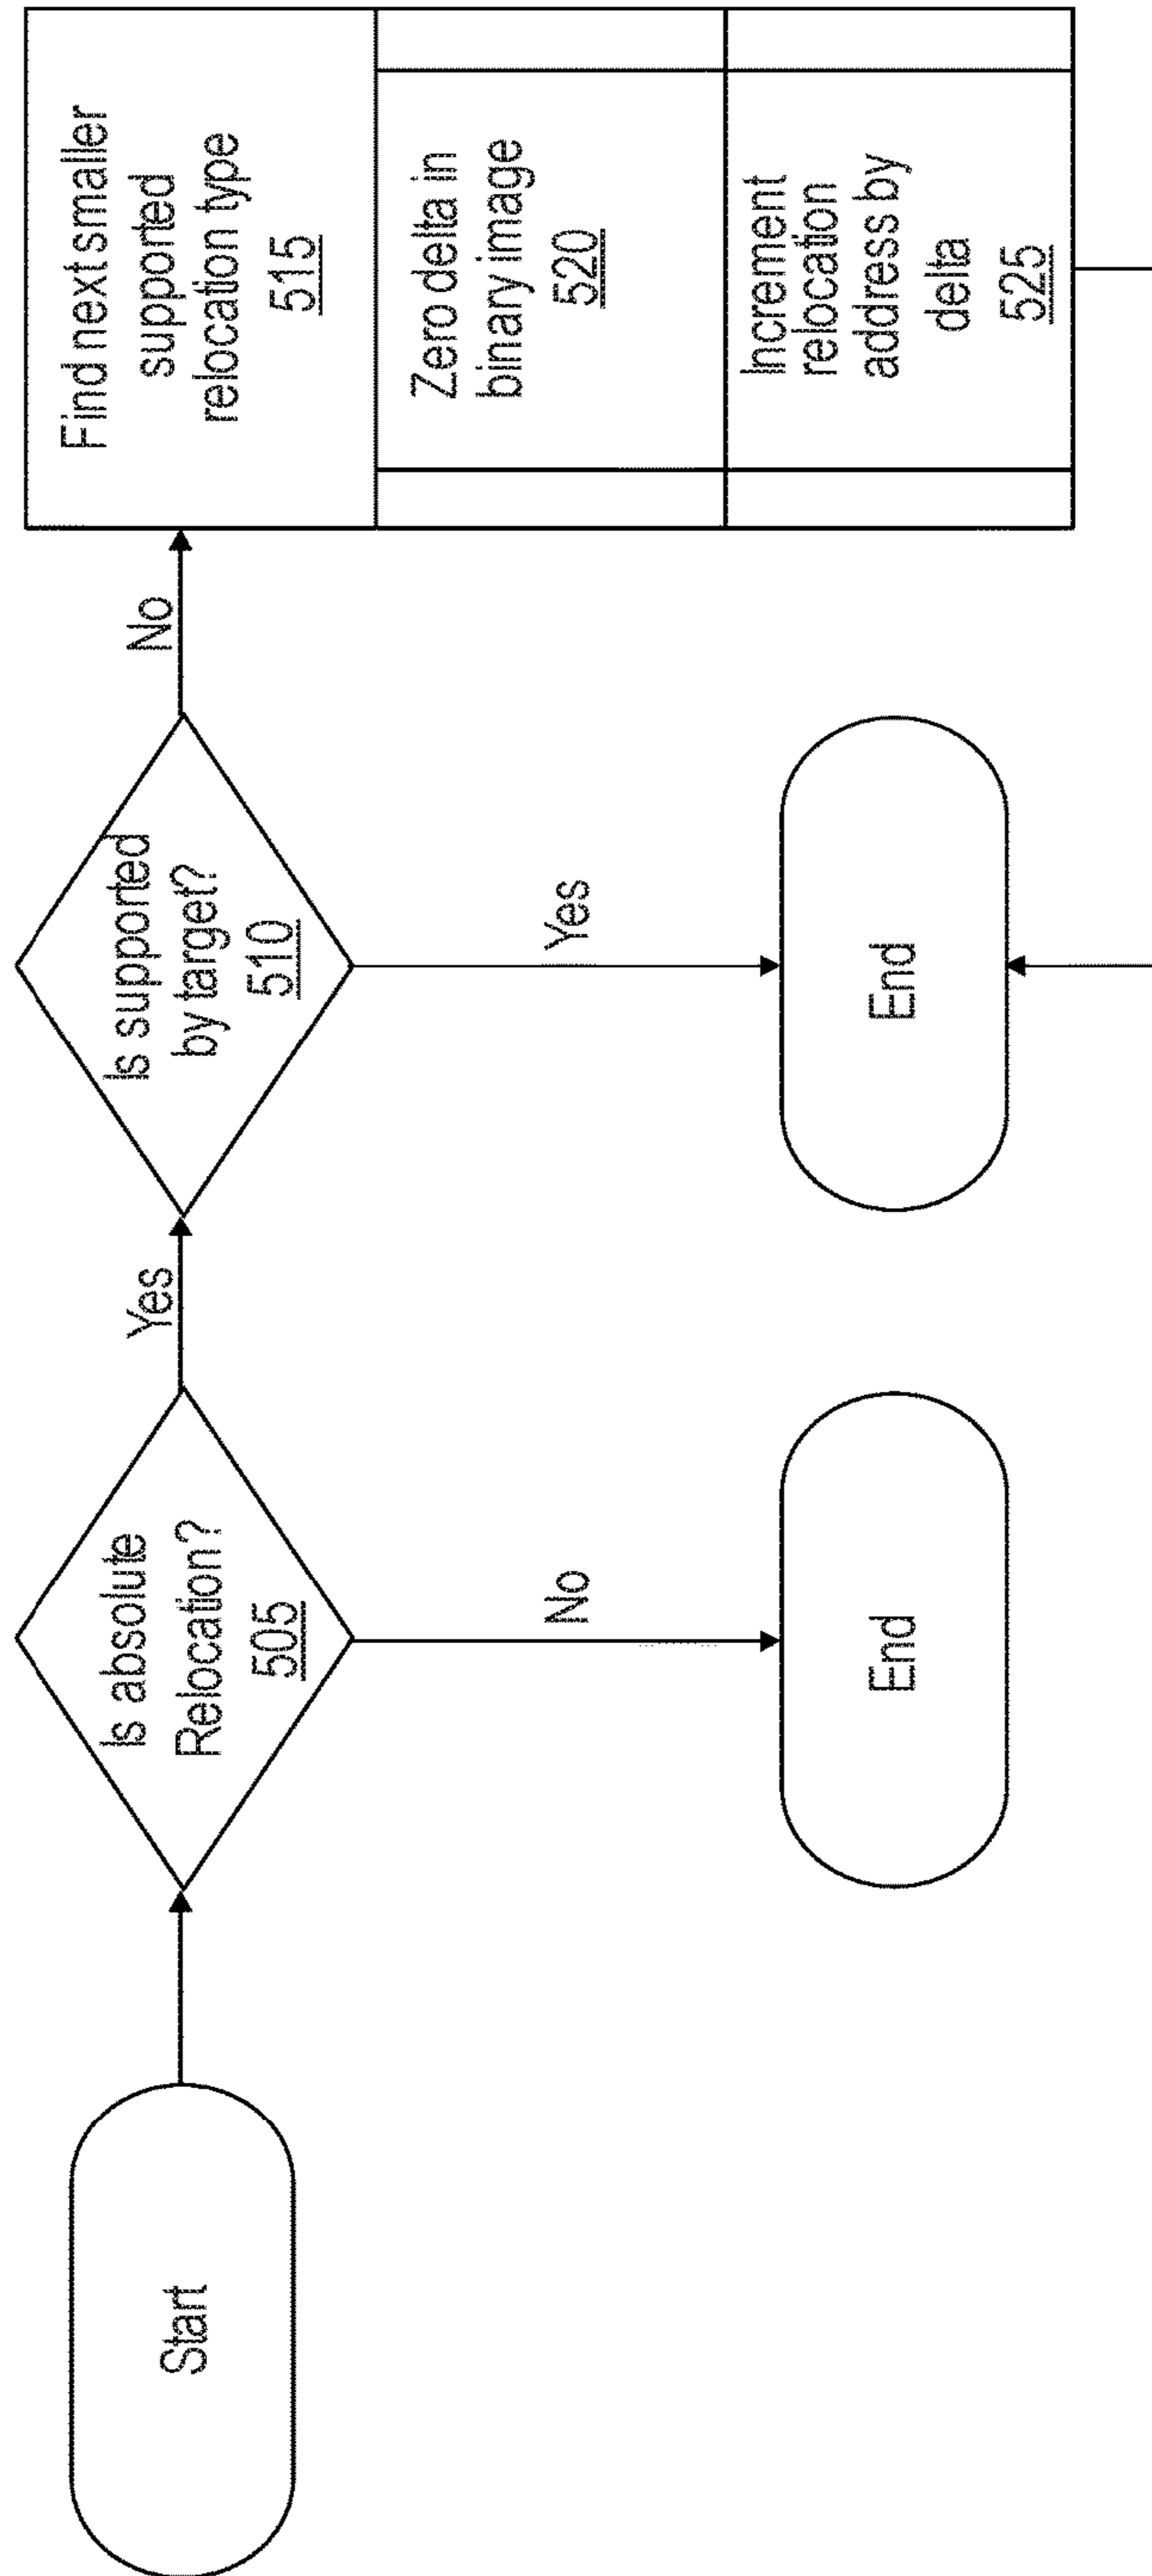 Start
Is absolute
Relocation?
505
Yes
No
End
Is supported
by target?
510
No
Yes
End
Find next smaller
supported
relocation type
515
Zero delta in
binary image
520
Increment
relocation
address by
delta
525